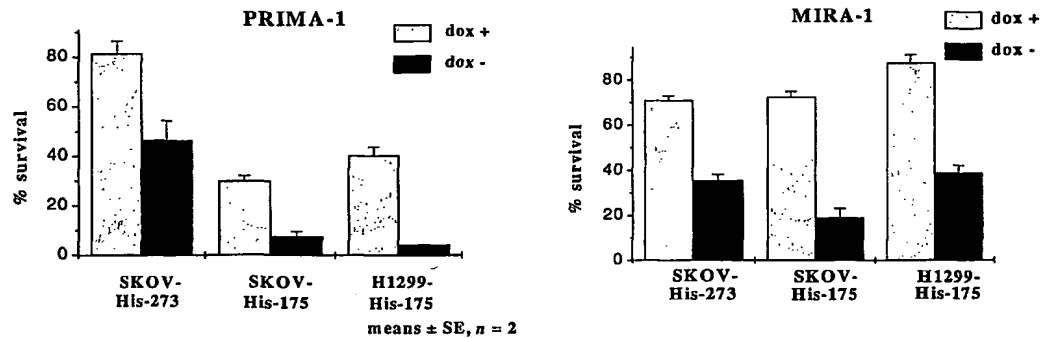 PRIMA-1
dox +
dox -
% survival
80
60
40
20
0
SKOV-
His-273
SKOV-
His-175
H1299-
His-175
means ± SE, n = 2
MIRA-1
dox +
dox -
% survival
80
60
40
20
0
SKOV-
His-273
SKOV-
His-175
H1299-
His-175